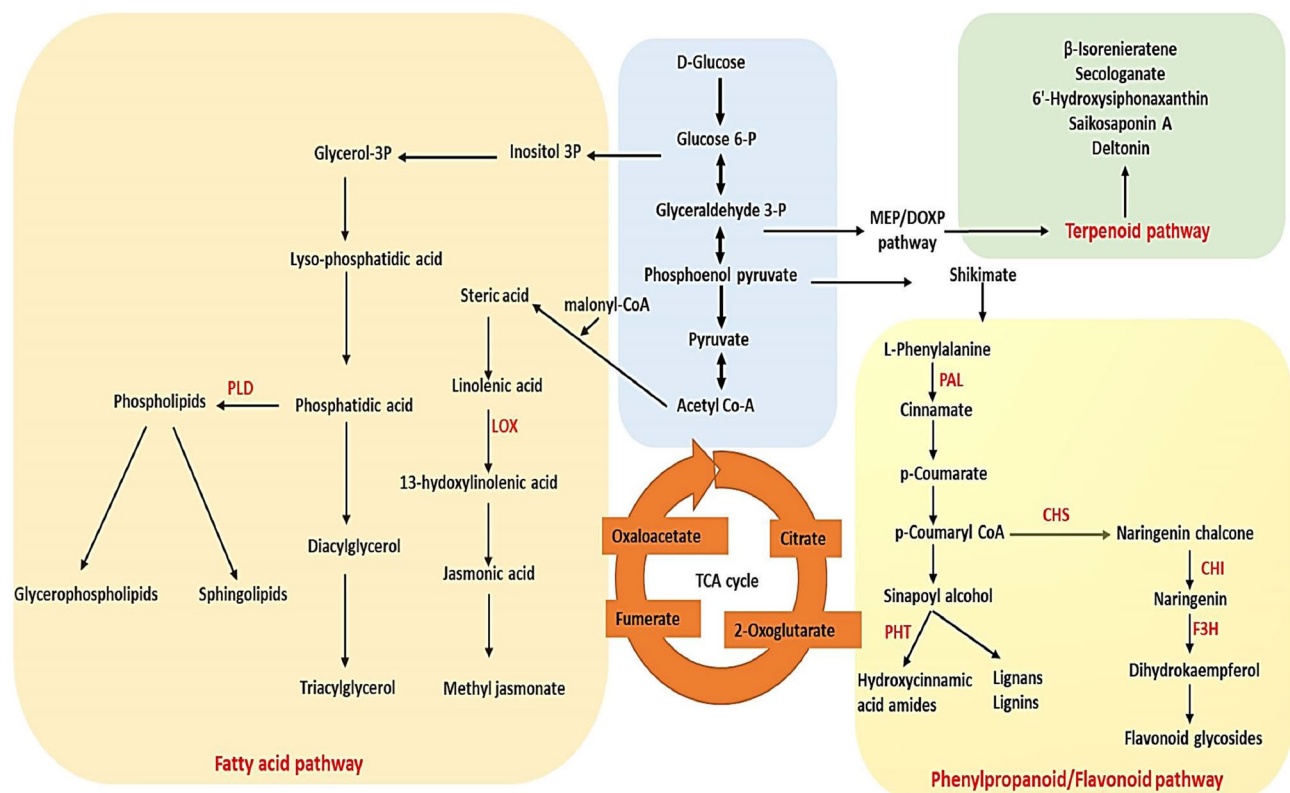 D-Glucose
Glucose 6-P
Glyceraldehyde 3-P
Phosphoenol pyruvate
Pyruvate
Acetyl Co-A
Glycerol-3P
Inositol 3P
Lyso-phosphatidic acid
Steric acid
malonyl-CoA
Linolenic acid
LOX
PLD
Phospholipids
Phosphatidic acid
13-hdoxylinolenic acid
Diacylglycerol
Jasmonic acid
Glycerophospholipids
Sphingolipids
Triacylglycerol
Methyl jasmonate
Fatty acid pathway
Oxaloacetate
Citrate
TCA cycle
Fumerate
2-Oxoglutarate
β-Isorenieratene
Secologanate
6'-Hydroxysiphonaxanthin
Saikosaponin A
Deltonin
MEP/DOXP
pathway
Terpenoid pathway
Shikimate
L-Phenylalanine
PAL
Cinnamate
p-Coumarate
p-Coumaryl CoA
CHS
Naringenin chalcone
CHI
Naringenin
F3H
Dihydrokaempferol
Flavonoid glycosides
Sinapoyl alcohol
PHT
Hydroxycinnamic
acid amides
Lignans
Lignins
Phenylpropanoid/Flavonoid pathway